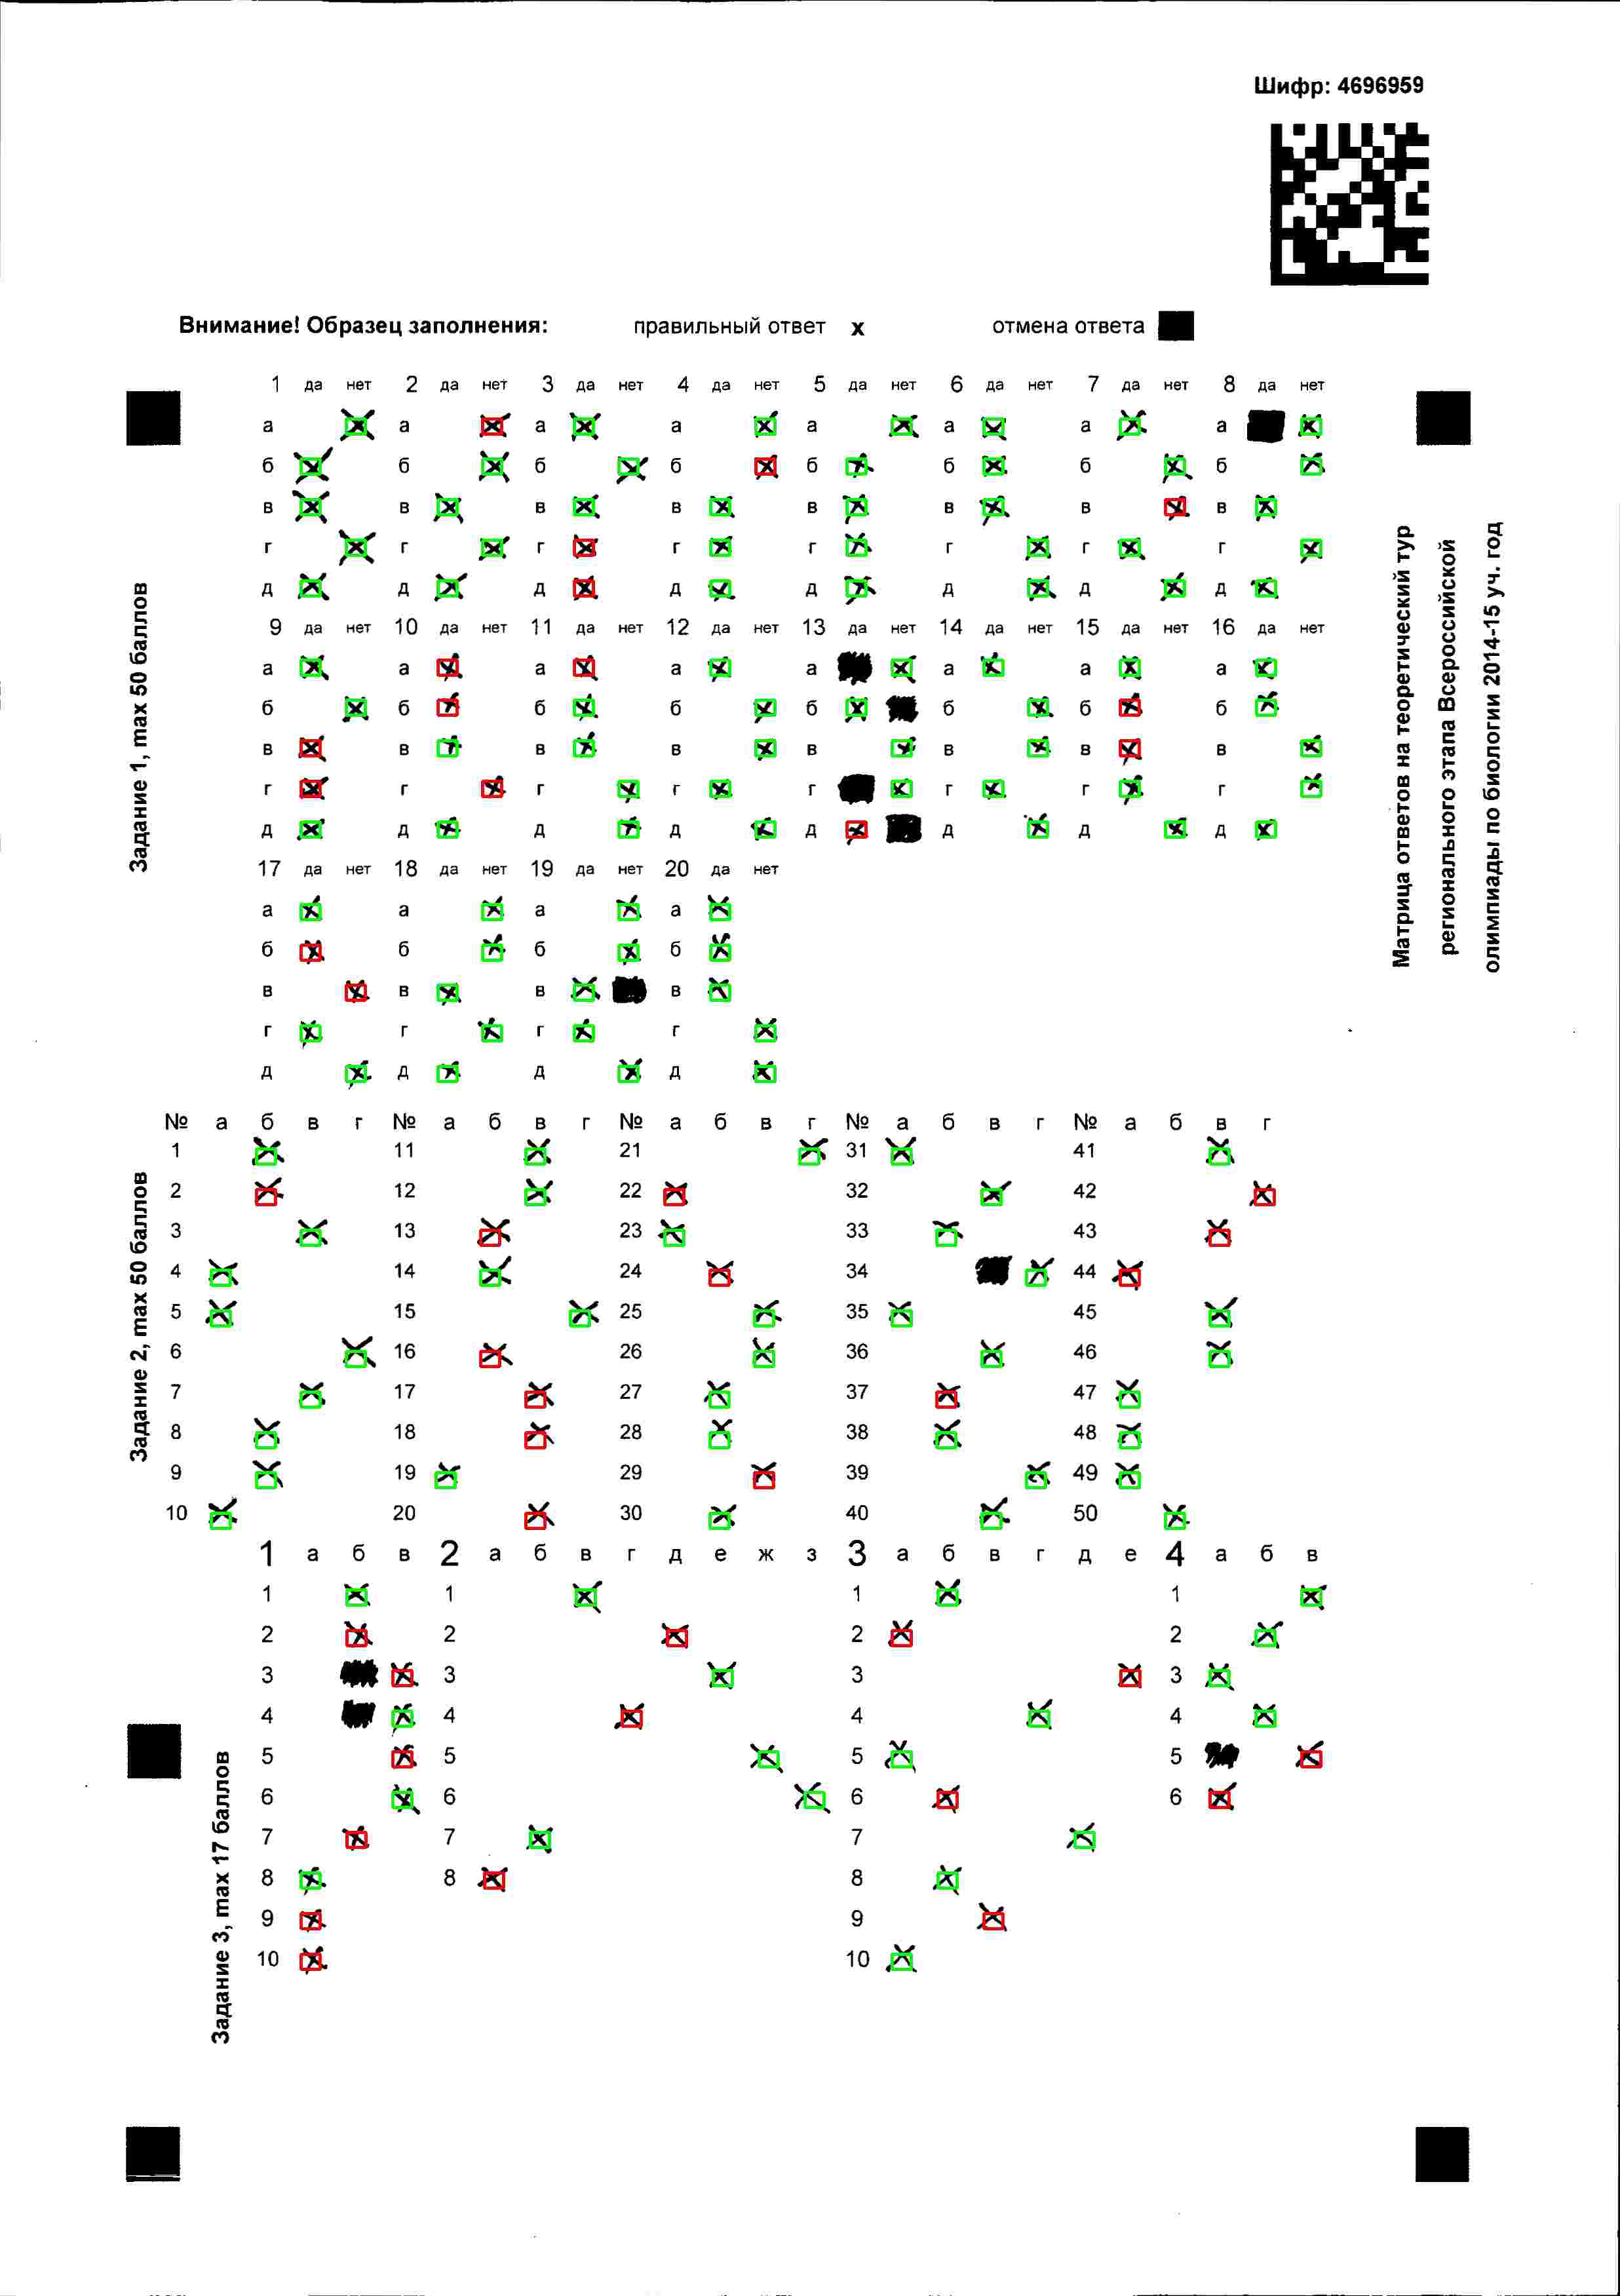 Шифр: 4696959
Внимание! Образец заполнения: правильный ответ x отмена ответа
Задание 1, max 50 баллов
1 да нет 2 да нет 3 да нет 4 да нет 5 да нет 6 да нет 7 да нет 8 да нет
а а а а а а а а
б б б б б б б б
в в в в в в в в
г г г г г г г г
д д д д д д д д
9 да нет 10 да нет 11 да нет 12 да нет 13 да нет 14 да нет 15 да нет 16 да нет
а а а а а а а а
б б б б б б б б
в в в в в в в в
г г г г г г г г
д д д д д д д д
17 да нет 18 да нет 19 да нет 20 да нет
а а а а
б б б б
в в в в
г г г г
д д д д
Матрица ответов на теоретический тур
регионального этапа Всероссийской
олимпиады по биологии 2014-15 уч. год
Задание 2, max 50 баллов
№ а б в г № а б в г № а б в г № а б в г № а б в г
1 11 21 31 41
2 12 22 32 42
3 13 23 33 43
4 14 24 34 44
5 15 25 35 45
6 16 26 36 46
7 17 27 37 47
8 18 28 38 48
9 19 29 39 49
10 20 30 40 50
Задание 3, max 17 баллов
1 а б в 2 а б в г д е ж з 3 а б в г д е 4 а б в
1 1 1 1
2 2 2 2
3 3 3 3
4 4 4 4
5 5 5 5
6 6 6 6
7 7 7
8 8 8
9 9
10 10